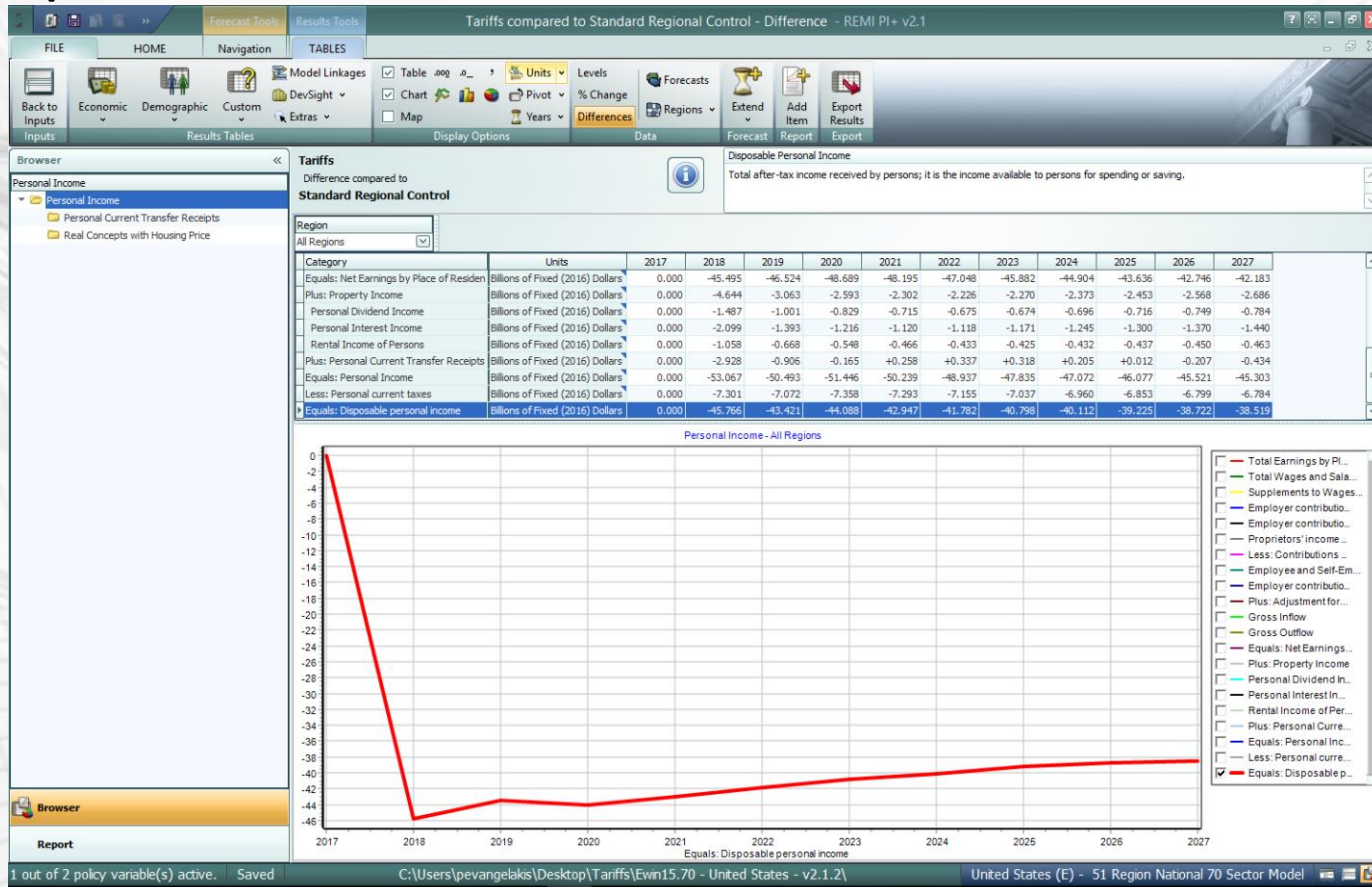 Forecast Tools
Results Tools
Tariffs compared to Standard Regional Control - Difference - REMI PI+ v2.1
FILE
HOME
Navigation
TABLES
Back to Inputs
Economic
Demographic
Custom
Model Linkages
DevSight
Extras
Table
Chart
Map
Units
Pivot
Years
Levels
% Change
Differences
Forecasts
Regions
Extend
Add Item
Export Results
Inputs
Results Tables
Display Options
Data
Forecast
Report
Export
Browser
Personal Income
Personal Income
Personal Current Transfer Receipts
Real Concepts with Housing Price
Tariffs
Difference compared to
Standard Regional Control
Disposable Personal Income
Total after-tax income received by persons; it is the income available to persons for spending or saving.
Region
All Regions
Category Units 2017 2018 2019 2020 2021 2022 2023 2024 2025 2026 2027
Equals: Net Earnings by Place of Residen Billions of Fixed (2016) Dollars 0.000 -45.495 -46.524 -48.689 -48.195 -47.048 -45.882 -44.904 -43.636 -42.746 -42.183
Plus: Property Income Billions of Fixed (2016) Dollars 0.000 -4.644 -3.063 -2.593 -2.302 -2.226 -2.270 -2.373 -2.453 -2.568 -2.686
Personal Dividend Income Billions of Fixed (2016) Dollars 0.000 -1.487 -1.001 -0.829 -0.715 -0.675 -0.674 -0.696 -0.716 -0.749 -0.784
Personal Interest Income Billions of Fixed (2016) Dollars 0.000 -2.099 -1.393 -1.216 -1.120 -1.118 -1.171 -1.245 -1.300 -1.370 -1.440
Rental Income of Persons Billions of Fixed (2016) Dollars 0.000 -1.058 -0.668 -0.548 -0.466 -0.433 -0.425 -0.432 -0.437 -0.450 -0.463
Plus: Personal Current Transfer Receipts Billions of Fixed (2016) Dollars 0.000 -2.928 -0.906 -0.165 +0.258 +0.337 +0.318 +0.205 +0.012 -0.207 -0.434
Equals: Personal Income Billions of Fixed (2016) Dollars 0.000 -53.067 -50.493 -51.446 -50.239 -48.937 -47.835 -47.072 -46.077 -45.521 -45.303
Less: Personal current taxes Billions of Fixed (2016) Dollars 0.000 -7.301 -7.072 -7.358 -7.293 -7.155 -7.037 -6.960 -6.853 -6.799 -6.784
Equals: Disposable personal income Billions of Fixed (2016) Dollars 0.000 -45.766 -43.421 -44.088 -42.947 -41.782 -40.798 -40.112 -39.225 -38.722 -38.519
Personal Income - All Regions
0
-2
-4
-6
-8
-10
-12
-14
-16
-18
-20
-22
-24
-26
-28
-30
-32
-34
-36
-38
-40
-42
-44
-46
2017 2018 2019 2020 2021 2022 2023 2024 2025 2026 2027
Equals: Disposable personal income
Total Earnings by Pl...
Total Wages and Sala...
Supplements to Wages...
Employer contributio...
Employer contributio...
Proprietors' income ...
Less: Contributions ...
Employee and Self-Em...
Employer contributio...
Plus: Adjustment for...
Gross Inflow
Gross Outflow
Equals: Net Earnings...
Plus: Property Income
Personal Dividend In...
Personal Interest In...
Rental Income of Per...
Plus: Personal Curre...
Equals: Personal Inc...
Less: Personal curre...
Equals: Disposable p...
Browser
Report
1 out of 2 policy variable(s) active. Saved
C:\Users\pevangelakis\Desktop\Tariffs\Ewin15.70 - United States - v2.1.2\
United States (E) - 51 Region National 70 Sector Model